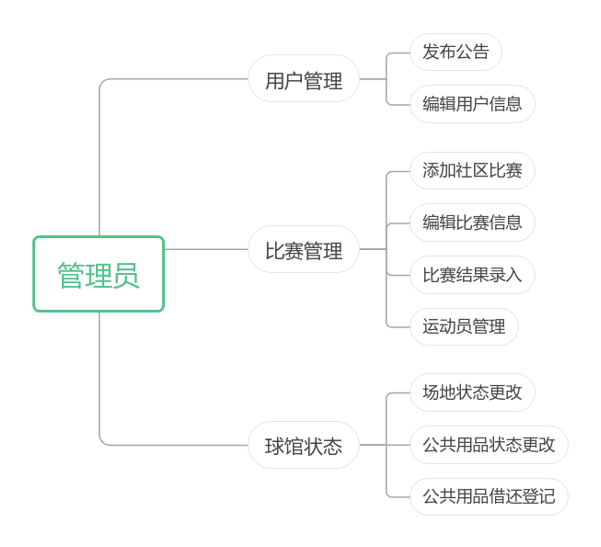 管理员
用户管理
发布公告
编辑用户信息
比赛管理
添加社区比赛
编辑比赛信息
比赛结果录入
运动员管理
球馆状态
场地状态更改
公共用品状态更改
公共用品借还登记